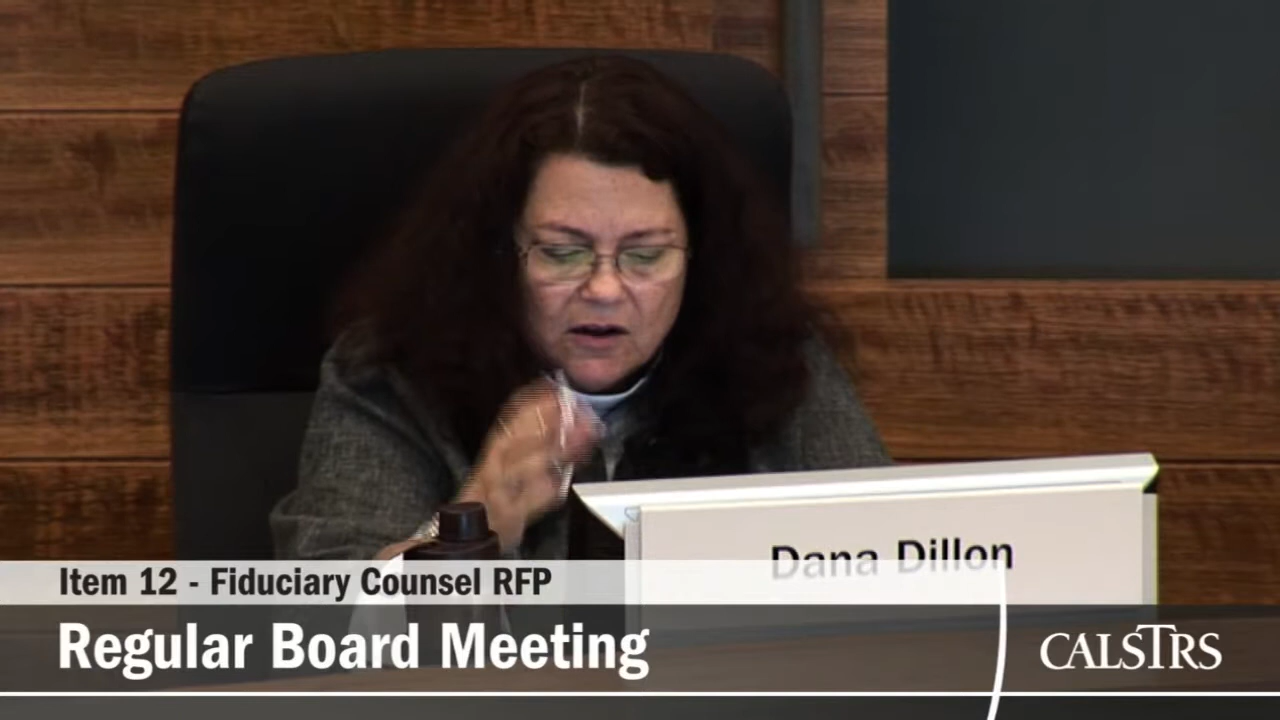 Dana Dillon
Item 12 - Fiduciary Counsel RFP
Regular Board Meeting
CALSTRS